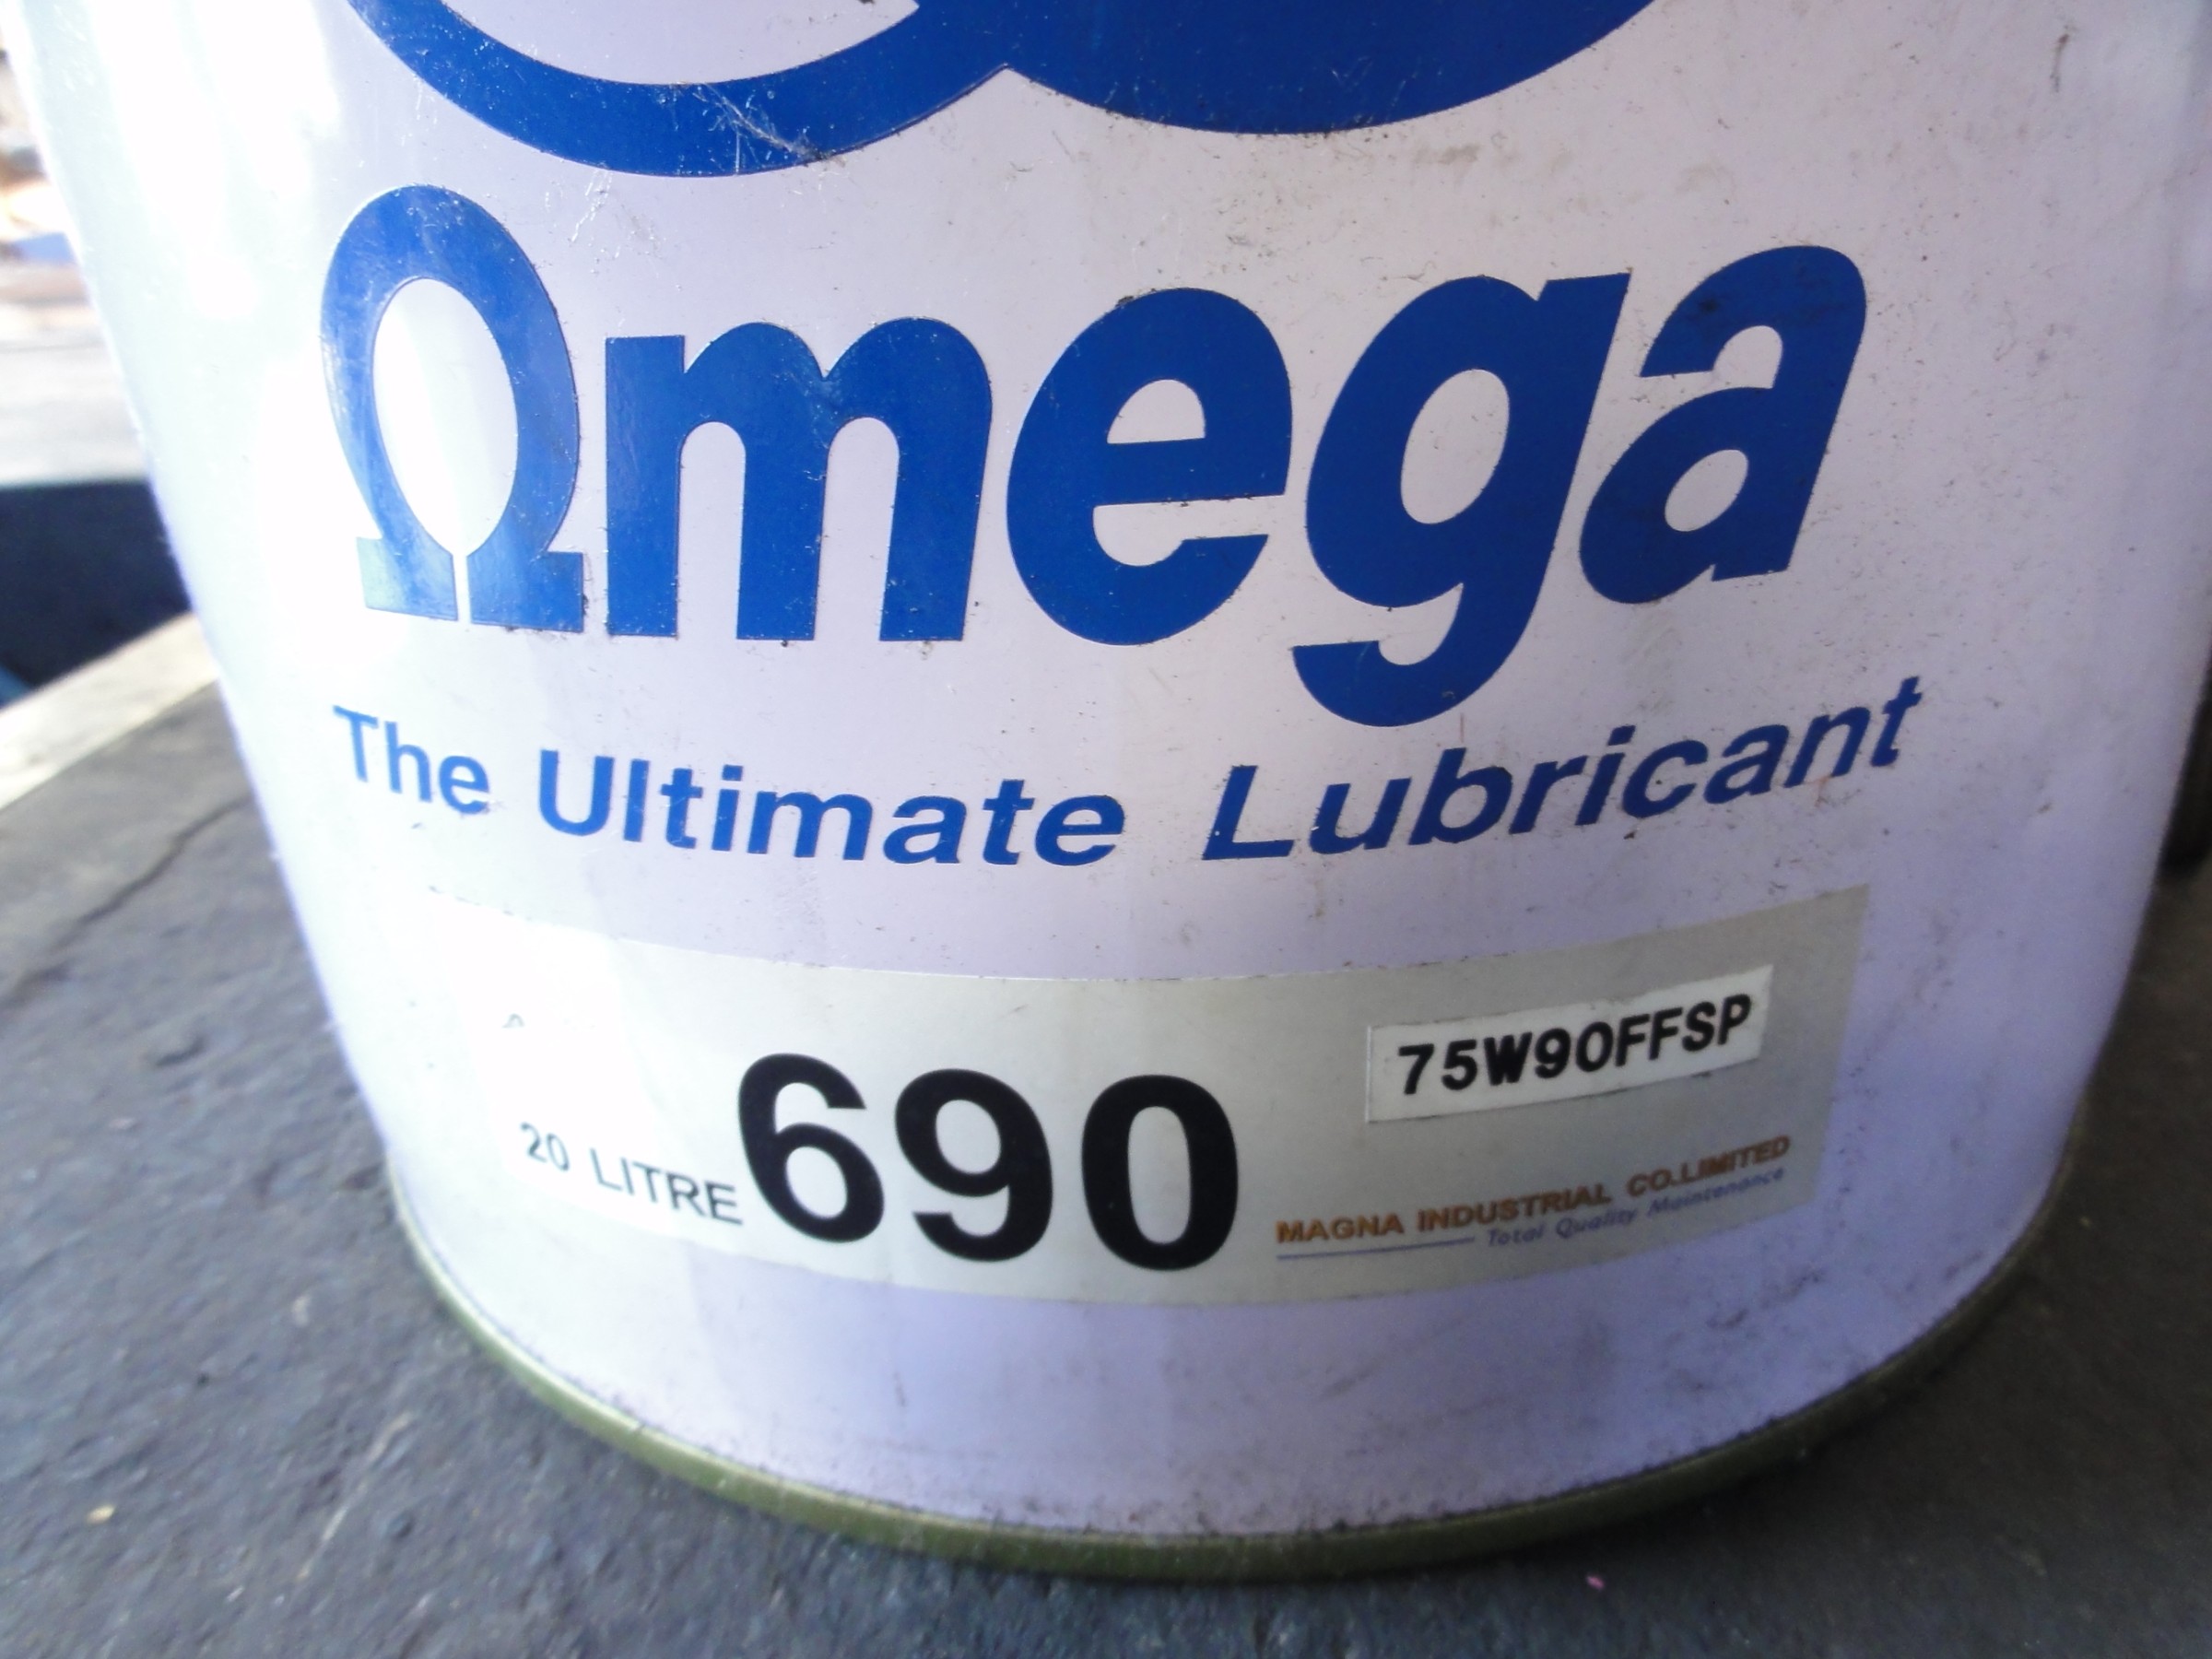 Ωmega
The Ultimate Lubricant
75W90FFSP
20 LITRE 690
MAGNA INDUSTRIAL CO.LIMITED
Total Quality Maintenance